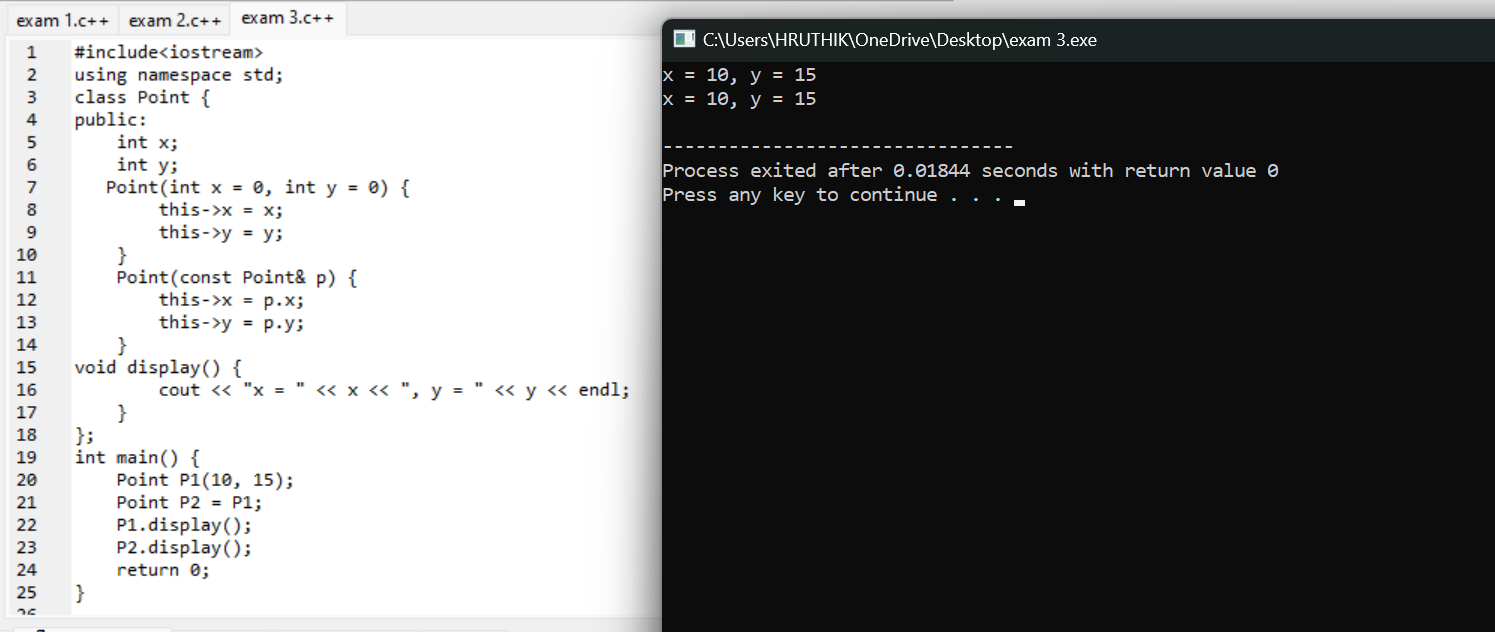 exam 1.c++ exam 2.c++ exam 3.c++
1 #include<iostream>
2 using namespace std;
3 class Point {
4 public:
5     int x;
6     int y;
7    Point(int x = 0, int y = 0) {
8         this->x = x;
9         this->y = y;
10     }
11     Point(const Point& p) {
12         this->x = p.x;
13         this->y = p.y;
14     }
15 void display() {
16         cout << "x = " << x << ", y = " << y << endl;
17     }
18 };
19 int main() {
20     Point P1(10, 15);
21     Point P2 = P1;
22     P1.display();
23     P2.display();
24     return 0;
25 }
26
C:\Users\HRUTHIK\OneDrive\Desktop\exam 3.exe
x = 10, y = 15
x = 10, y = 15
--------------------------------
Process exited after 0.01844 seconds with return value 0
Press any key to continue . . .